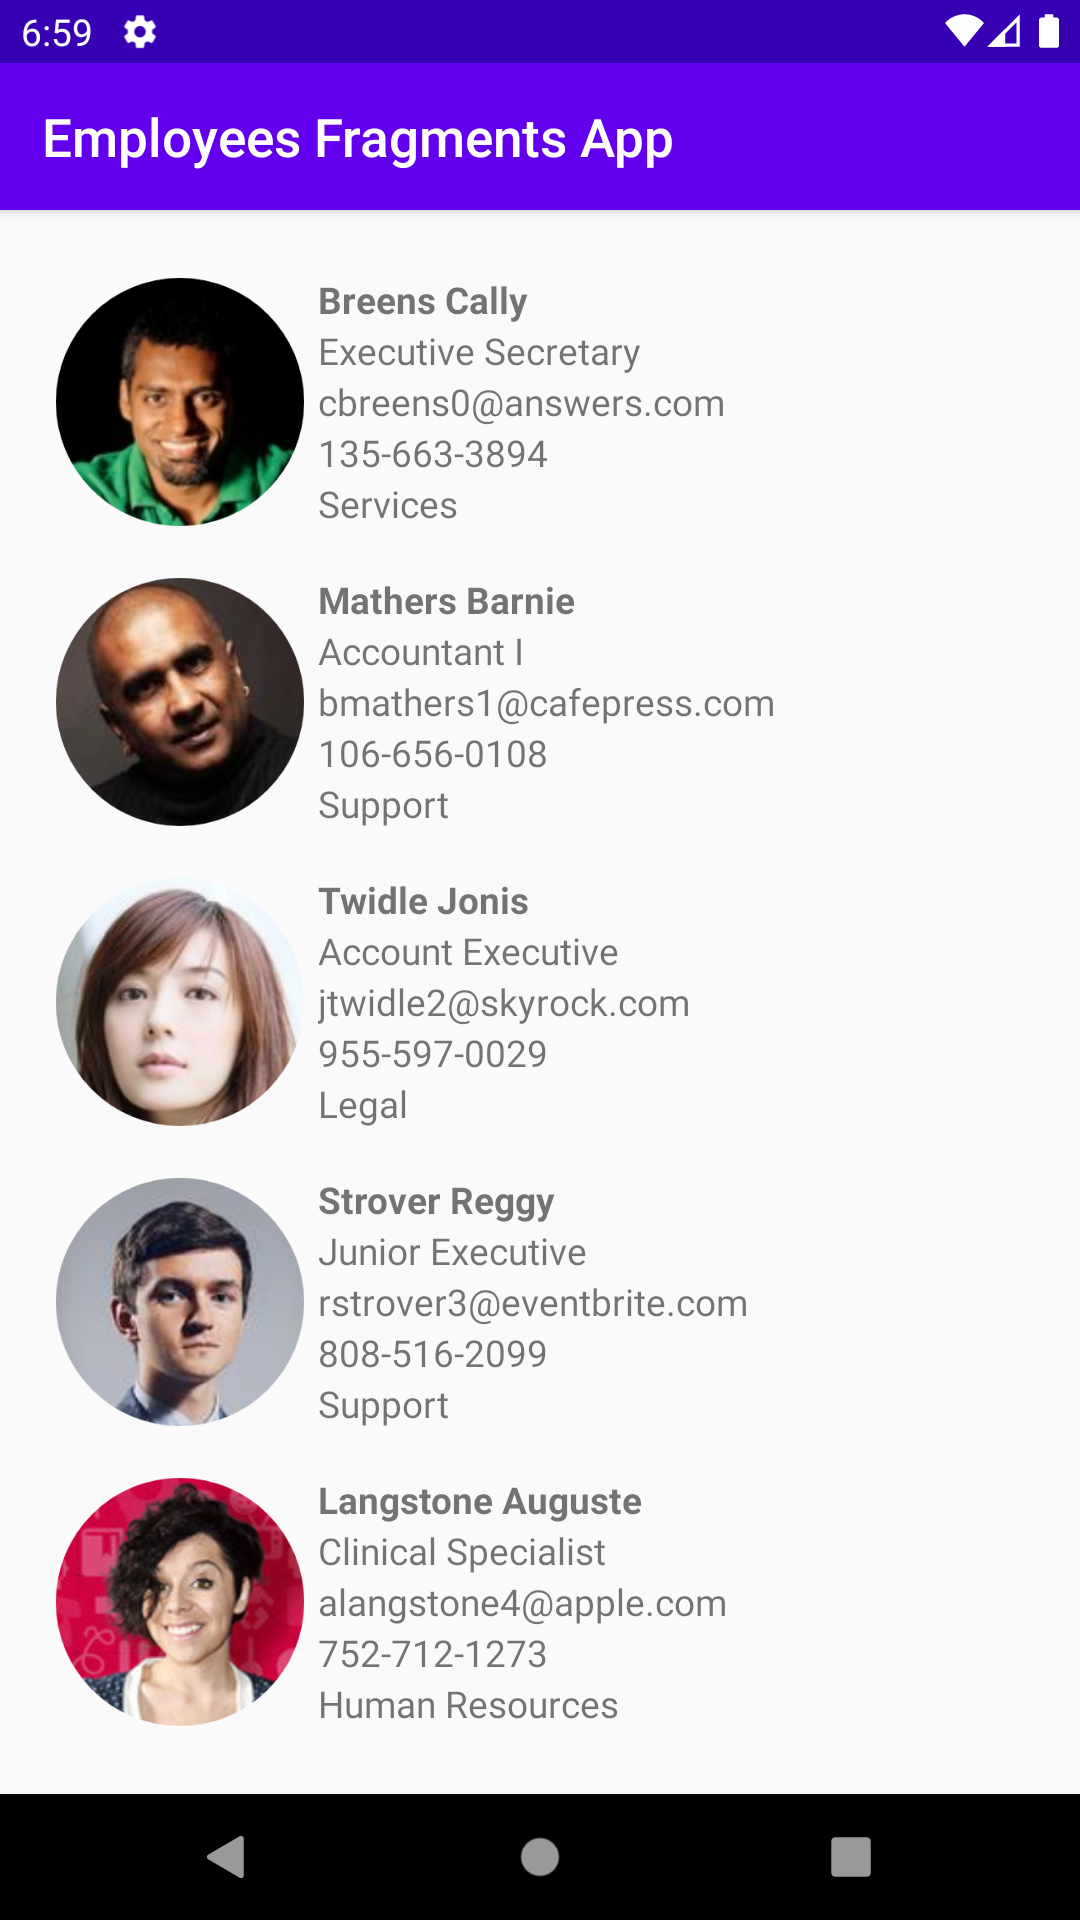 6:59
Employees Fragments App
Breens Cally
Executive Secretary
cbreens0@answers.com
135-663-3894
Services
Mathers Barnie
Accountant I
bmathers1@cafepress.com
106-656-0108
Support
Twidle Jonis
Account Executive
jtwidle2@skyrock.com
955-597-0029
Legal
Strover Reggy
Junior Executive
rstrover3@eventbrite.com
808-516-2099
Support
Langstone Auguste
Clinical Specialist
alangstone4@apple.com
752-712-1273
Human Resources